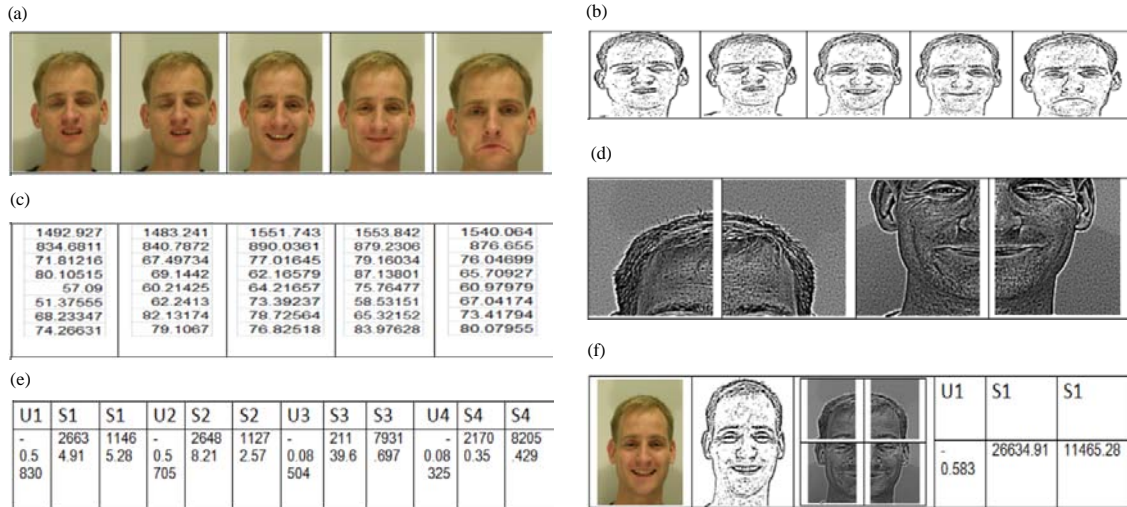 (a)
(b)
(c)
1492.927 1483.241 1551.743 1553.842 1540.064
834.6811 840.7872 890.0361 879.2306 876.655
71.81216 67.49734 77.01645 79.16034 76.04699
80.10515 69.1442 62.16579 87.13801 65.70927
57.09 60.21425 64.21657 75.76477 60.97979
51.37555 62.2413 73.39237 58.53151 67.04174
68.23347 82.13174 78.72564 65.32152 73.41794
74.26631 79.1067 76.82518 83.97628 80.07955
(d)
(e)
U1 S1 S1 U2 S2 S2 U3 S3 S3 U4 S4 S4
- 2663 1146 - 2648 1127 - 211 7931 - 2170 8205
0.5 4.91 5.28 0.5 8.21 2.57 0.08 39.6 .697 0.08 0.35 .429
830 705 504 325
(f)
U1 S1 S1
- 26634.91 11465.28
0.583